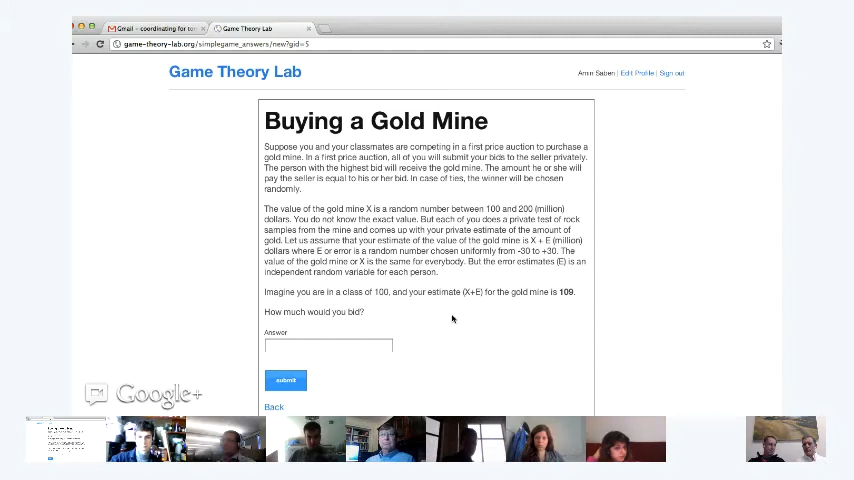 Gmail – coordinating for ton
Game Theory Lab
game-theory-lab.org/simplegame_answers/new?gid=5
Game Theory Lab
Amin Saberi | Edit Profile | Sign out
Buying a Gold Mine
Suppose you and your classmates are competing in a first price auction to purchase a
gold mine. In a first price auction, all of you will submit your bids to the seller privately.
The person with the highest bid will receive the gold mine. The amount he or she will
pay the seller is equal to his or her bid. In case of ties, the winner will be chosen
randomly.
The value of the gold mine X is a random number between 100 and 200 (million)
dollars. You do not know the exact value. But each of you does a private test of rock
samples from the mine and comes up with your private estimate of the amount of
gold. Let us assume that your estimate of the value of the gold mine is X + E (million)
dollars where E or error is a random number chosen uniformly from -30 to +30. The
value of the gold mine or X is the same for everybody. But the error estimates (E) is an
independent random variable for each person.
Imagine you are in a class of 100, and your estimate (X+E) for the gold mine is 109.
How much would you bid?
Answer
submit
Back
Google+